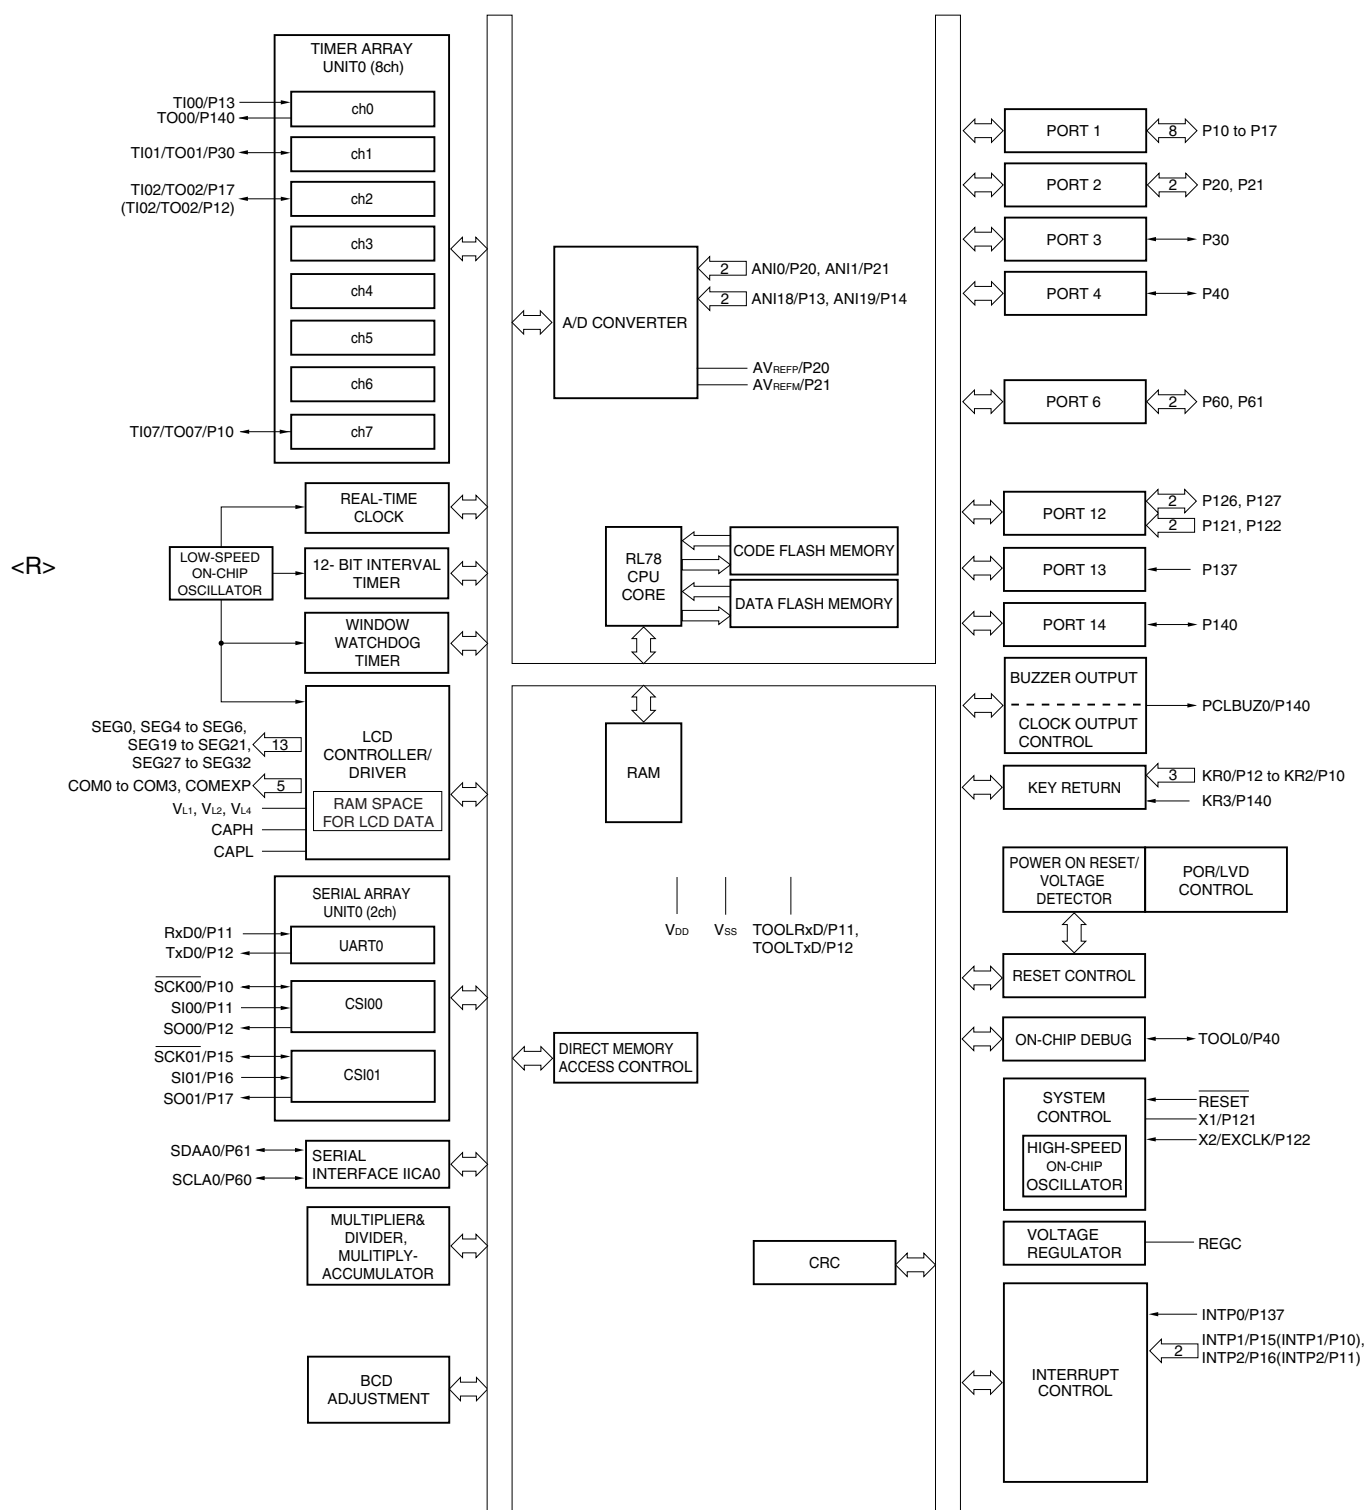 TIMER ARRAY
UNIT0 (8ch)
TI00/P13
TO00/P140
ch0
TI01/TO01/P30
ch1
TI02/TO02/P17
(TI02/TO02/P12)
ch2
ch3
ch4
ch5
ch6
TI07/TO07/P10
ch7
<R>
LOW-SPEED
ON-CHIP
OSCILLATOR
REAL-TIME
CLOCK
12- BIT INTERVAL
TIMER
WINDOW
WATCHDOG
TIMER
SEG0, SEG4 to SEG6,
SEG19 to SEG21,
SEG27 to SEG32
13
COM0 to COM3, COMEXP
5
VL1, VL2, VL4
CAPH
CAPL
LCD
CONTROLLER/
DRIVER
RAM SPACE
FOR LCD DATA
SERIAL ARRAY
UNIT0 (2ch)
RxD0/P11
TxD0/P12
UART0
SCK00/P10
SI00/P11
SO00/P12
CSI00
SCK01/P15
SI01/P16
SO01/P17
CSI01
SDAA0/P61
SCLA0/P60
SERIAL
INTERFACE IICA0
MULTIPLIER&
DIVIDER,
MULITIPLY-
ACCUMULATOR
BCD
ADJUSTMENT
A/D CONVERTER
2 ANI0/P20, ANI1/P21
2 ANI18/P13, ANI19/P14
AVREFP/P20
AVREFM/P21
RL78
CPU
CORE
CODE FLASH MEMORY
DATA FLASH MEMORY
RAM
VDD
VSS
TOOLRxD/P11,
TOOLTxD/P12
DIRECT MEMORY
ACCESS CONTROL
CRC
PORT 1
8 P10 to P17
PORT 2
2 P20, P21
PORT 3
P30
PORT 4
P40
PORT 6
2 P60, P61
PORT 12
2 P126, P127
2 P121, P122
PORT 13
P137
PORT 14
P140
BUZZER OUTPUT
CLOCK OUTPUT
CONTROL
PCLBUZ0/P140
KEY RETURN
3 KR0/P12 to KR2/P10
KR3/P140
POWER ON RESET/
VOLTAGE
DETECTOR
POR/LVD
CONTROL
RESET CONTROL
ON-CHIP DEBUG
TOOL0/P40
SYSTEM
CONTROL
HIGH-SPEED
ON-CHIP
OSCILLATOR
RESET
X1/P121
X2/EXCLK/P122
VOLTAGE
REGULATOR
REGC
INTERRUPT
CONTROL
INTP0/P137
2
INTP1/P15(INTP1/P10),
INTP2/P16(INTP2/P11)